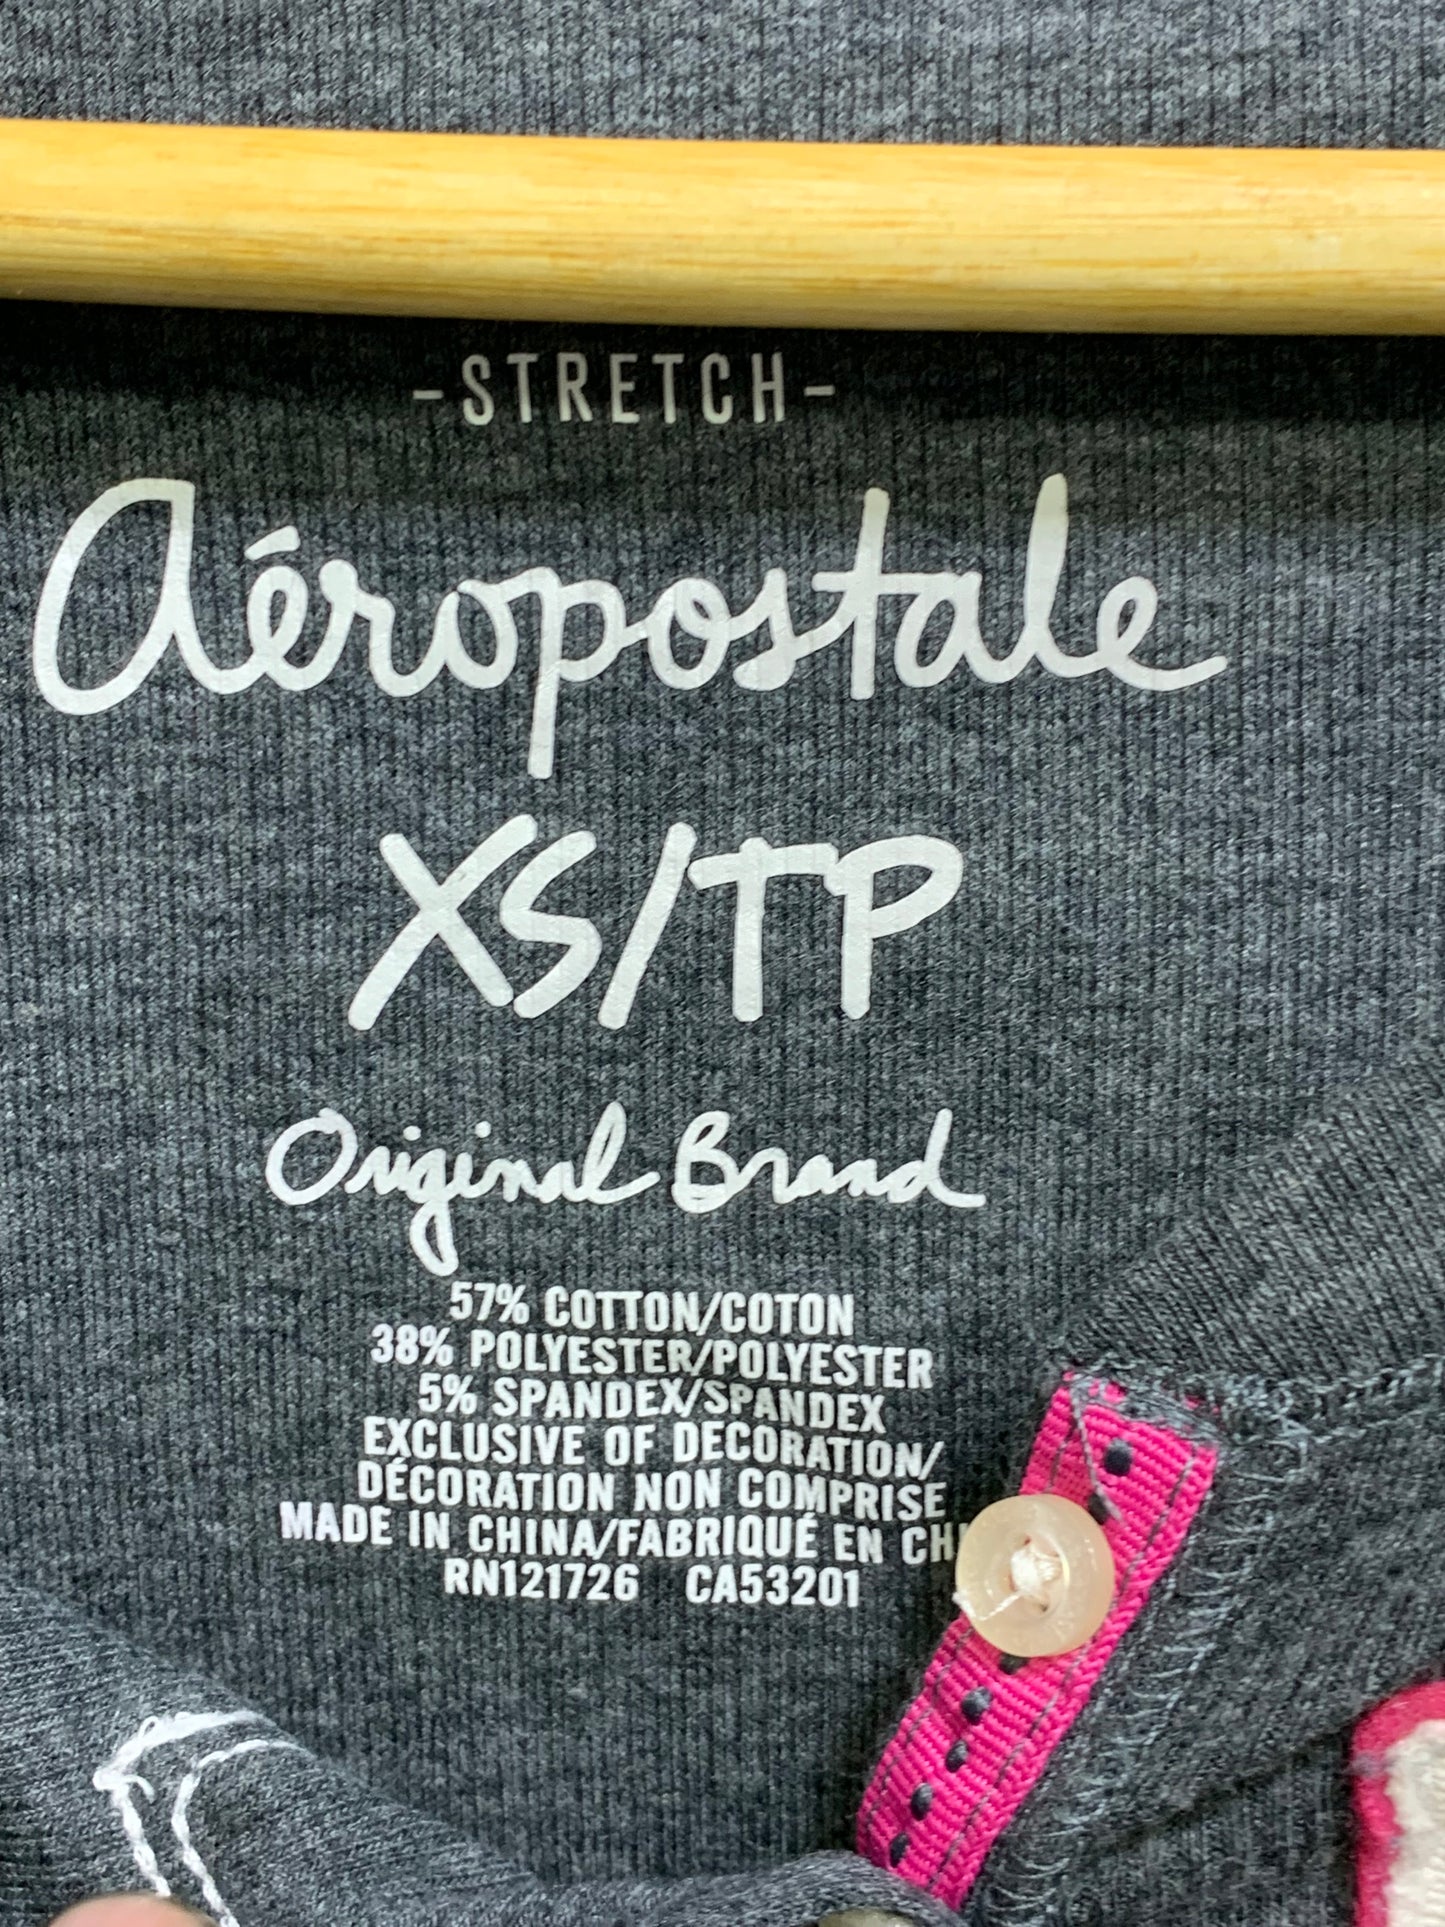 -STRETCH-
Aéropostale
XS/TP
Original Brand
57% COTTON/COTON
38% POLYESTER/POLYESTER
5% SPANDEX/SPANDEX
EXCLUSIVE OF DECORATION/
DÉCORATION NON COMPRISE
MADE IN CHINA/FABRIQUÉ EN CH
RN121726 CA53201